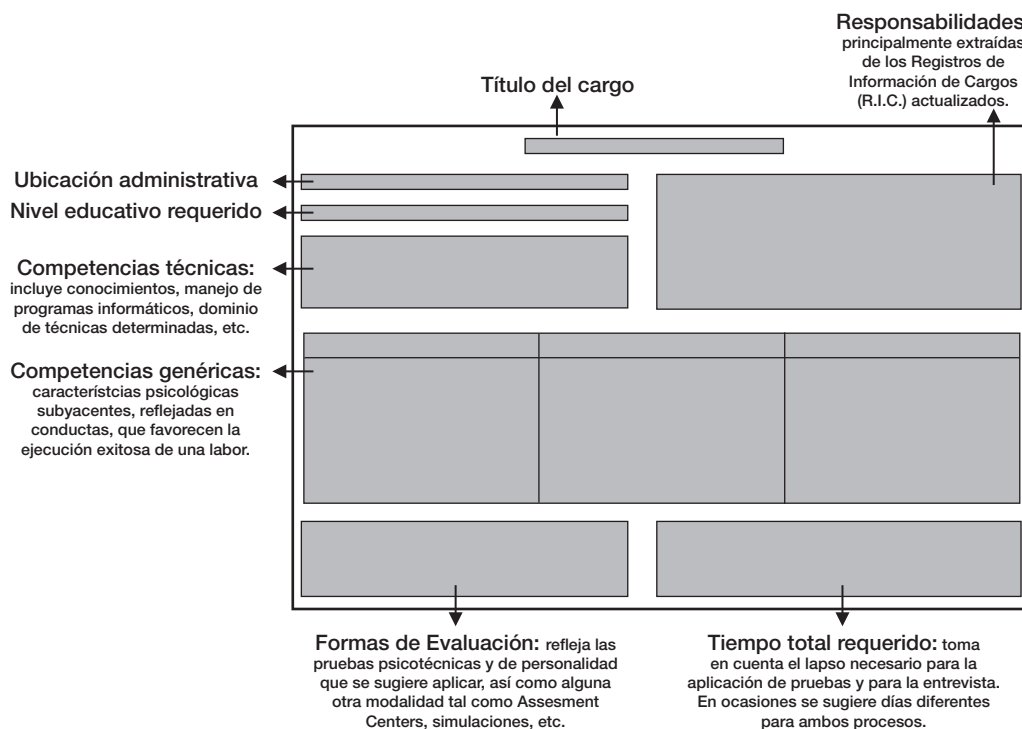 Responsabilidades
principalmente extraídas
de los Registros de
Información de Cargos
(R.I.C.) actualizados.
Título del cargo
Ubicación administrativa
Nivel educativo requerido
Competencias técnicas:
incluye conocimientos, manejo de
programas informáticos, dominio
de técnicas determinadas, etc.
Competencias genéricas:
característcias psicológicas
subyacentes, reflejadas en
conductas, que favorecen la
ejecución exitosa de una labor.
Formas de Evaluación: refleja las
pruebas psicotécnicas y de personalidad
que se sugiere aplicar, así como alguna
otra modalidad tal como Assesment
Centers, simulaciones, etc.
Tiempo total requerido: toma
en cuenta el lapso necesario para la
aplicación de pruebas y para la entrevista.
En ocasiones se sugiere días diferentes
para ambos procesos.